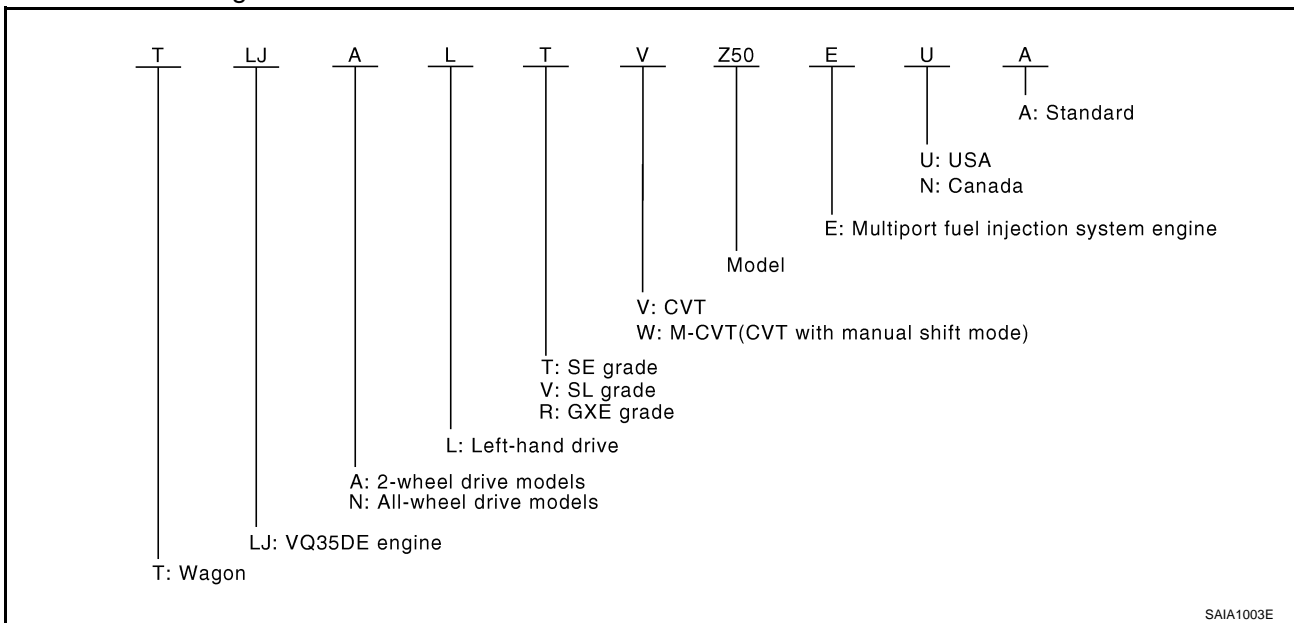 T LJ A L T V Z50 E U A
A: Standard
U: USA
N: Canada
E: Multiport fuel injection system engine
Model
V: CVT
W: M-CVT(CVT with manual shift mode)
T: SE grade
V: SL grade
R: GXE grade
L: Left-hand drive
A: 2-wheel drive models
N: All-wheel drive models
LJ: VQ35DE engine
T: Wagon
SAIA1003E